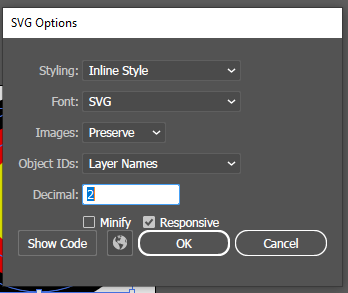 SVG Options
Styling: Inline Style
Font: SVG
Images: Preserve
Object IDs: Layer Names
Decimal: 2
Minify Responsive
Show Code OK Cancel